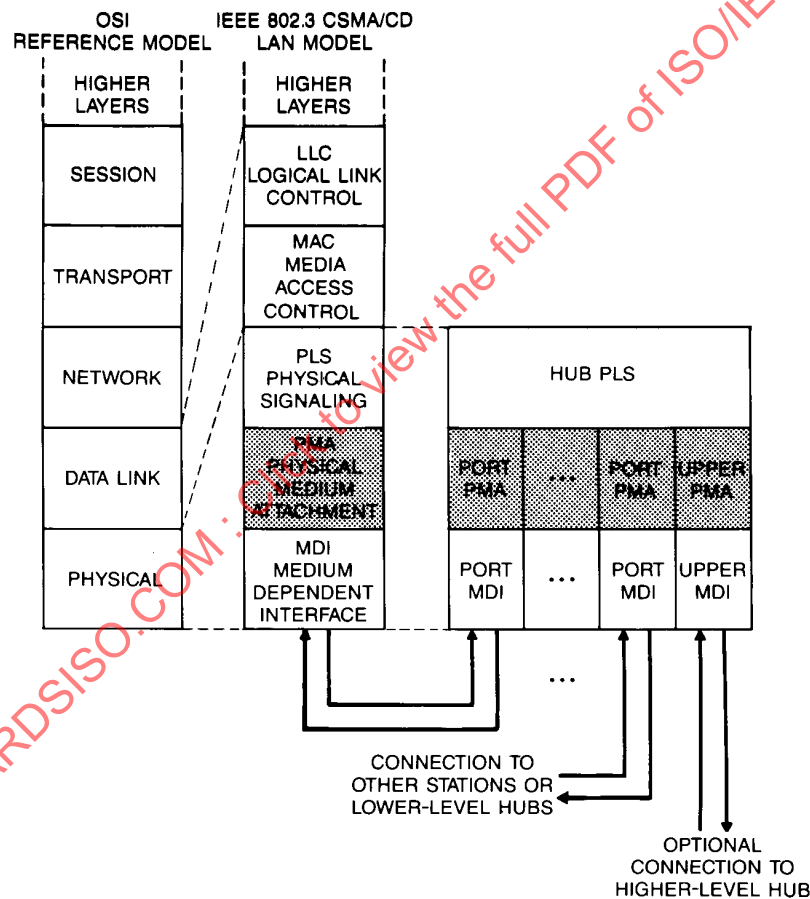 OSI
REFERENCE MODEL
IEEE 802.3 CSMA/CD
LAN MODEL
HIGHER
LAYERS
SESSION
TRANSPORT
NETWORK
DATA LINK
PHYSICAL
HIGHER
LAYERS
LLC
LOGICAL LINK
CONTROL
MAC
MEDIA
ACCESS
CONTROL
PLS
PHYSICAL
SIGNALING
PMA
PHYSICAL
MEDIUM
ATTACHMENT
MDI
MEDIUM
DEPENDENT
INTERFACE
HUB PLS
PORT
PMA
...
PORT
PMA
UPPER
PMA
PORT
MDI
...
PORT
MDI
UPPER
MDI
...
CONNECTION TO
OTHER STATIONS OR
LOWER-LEVEL HUBS
OPTIONAL
CONNECTION TO
HIGHER-LEVEL HUB
ARDSISO.COM : Click to view the full PDF of ISO/IE